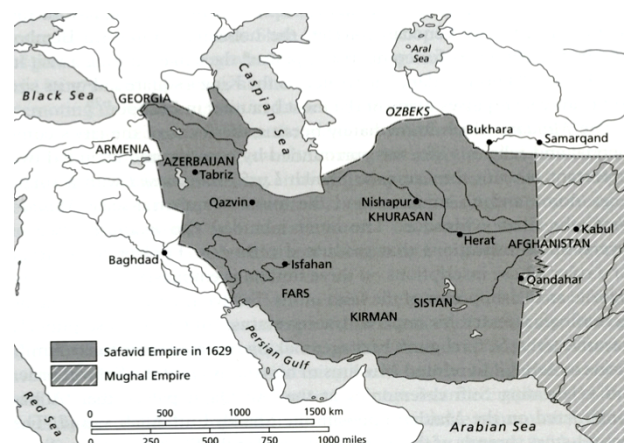 Aral
Sea
Black Sea
Caspian
Sea
GEORGIA
OZBEKS
Bukhara
Samarqand
ARMENIA
AZERBAIJAN
Tabriz
Qazvin
Nishapur
KHURASAN
Kabul
Herat
AFGHANISTAN
Baghdad
Isfahan
Qandahar
FARS
SISTAN
KIRMAN
Safavid Empire in 1629
Persian Gulf
Mughal Empire
Red Sea
0 500 1000 1500 km
0 250 500 750 1000 miles
Arabian Sea